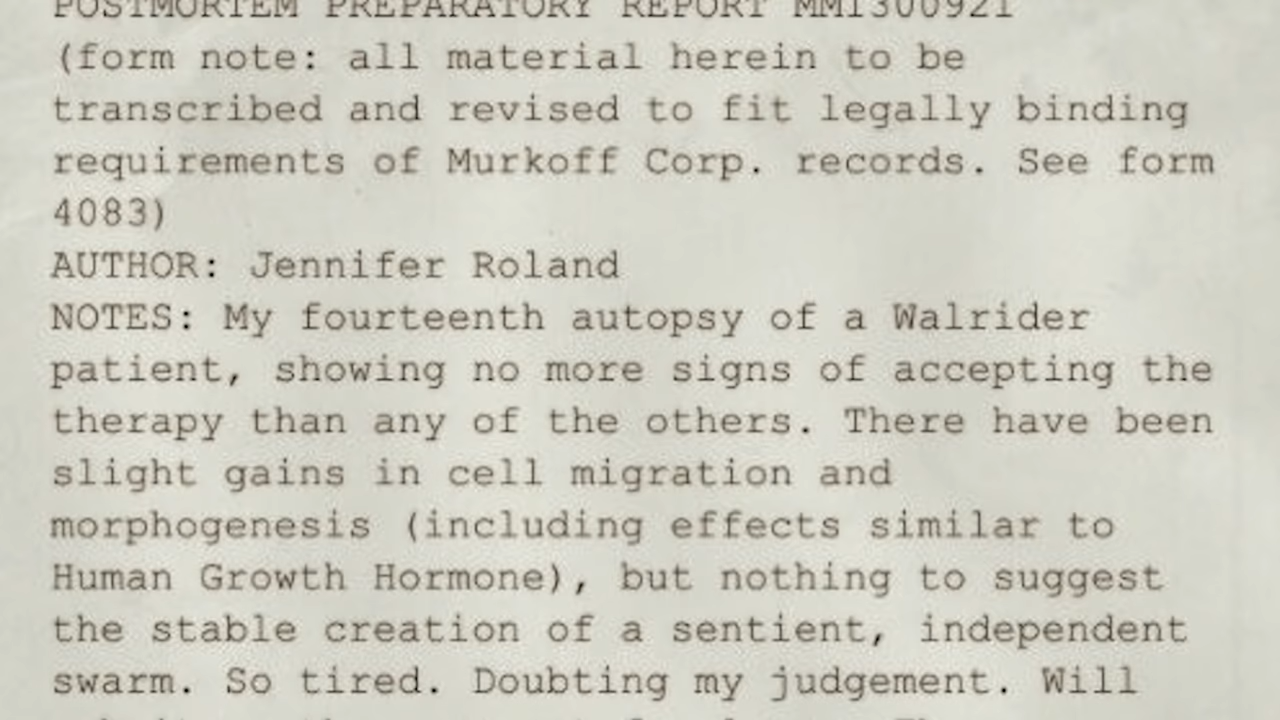 POSTMORTEM PREPARATORY REPORT MM1300921
(form note: all material herein to be
transcribed and revised to fit legally binding
requirements of Murkoff Corp. records. See form
4083)
AUTHOR: Jennifer Roland
NOTES: My fourteenth autopsy of a Walrider
patient, showing no more signs of accepting the
therapy than any of the others. There have been
slight gains in cell migration and
morphogenesis (including effects similar to
Human Growth Hormone), but nothing to suggest
the stable creation of a sentient, independent
swarm. So tired. Doubting my judgement. Will